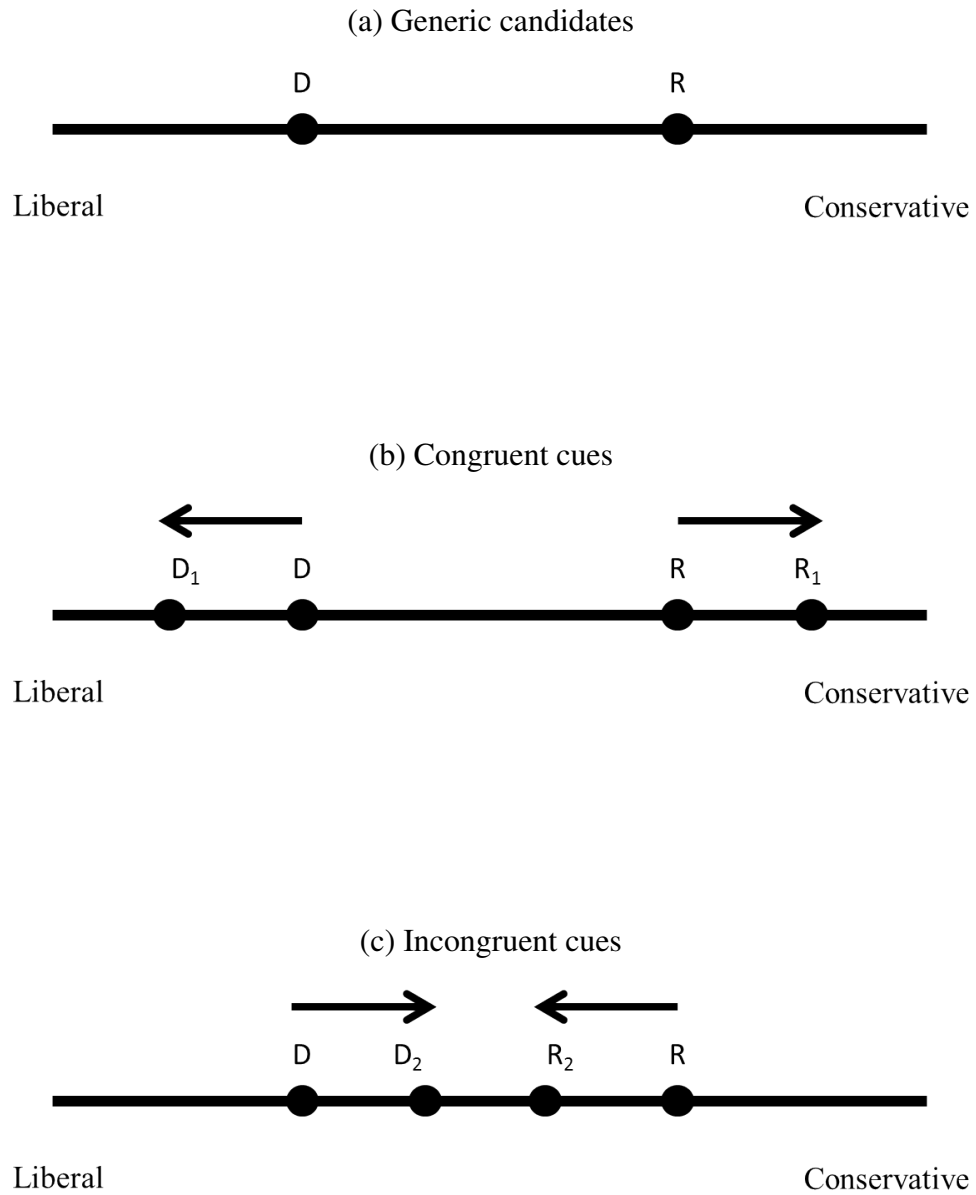 (a) Generic candidates
D R
Liberal Conservative
(b) Congruent cues
D₁ D R R₁
Liberal Conservative
(c) Incongruent cues
D D₂ R₂ R
Liberal Conservative